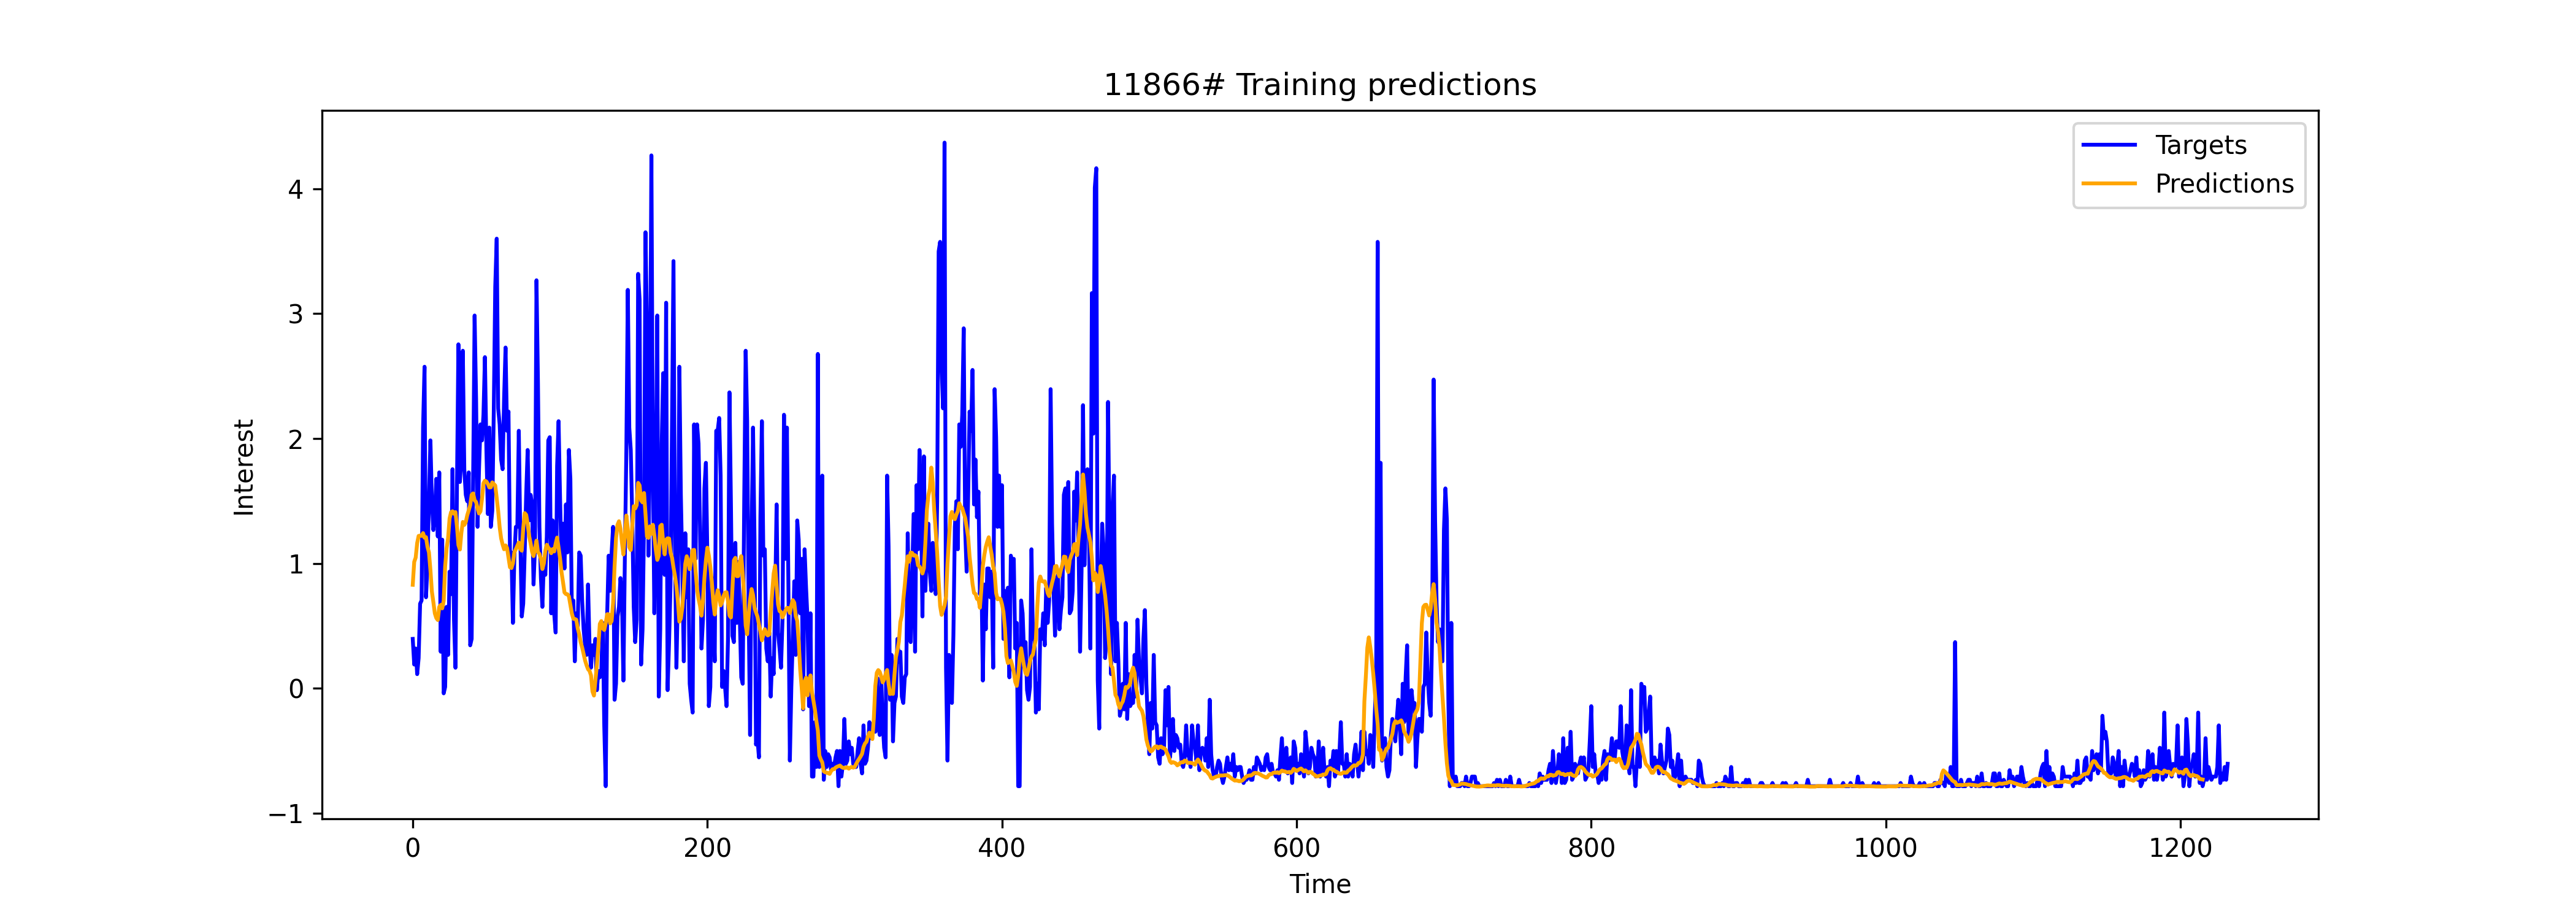 11866# Training predictions
Targets
Predictions
Interest
4
3
2
1
0
−1
0 200 400 600 800 1000 1200
Time